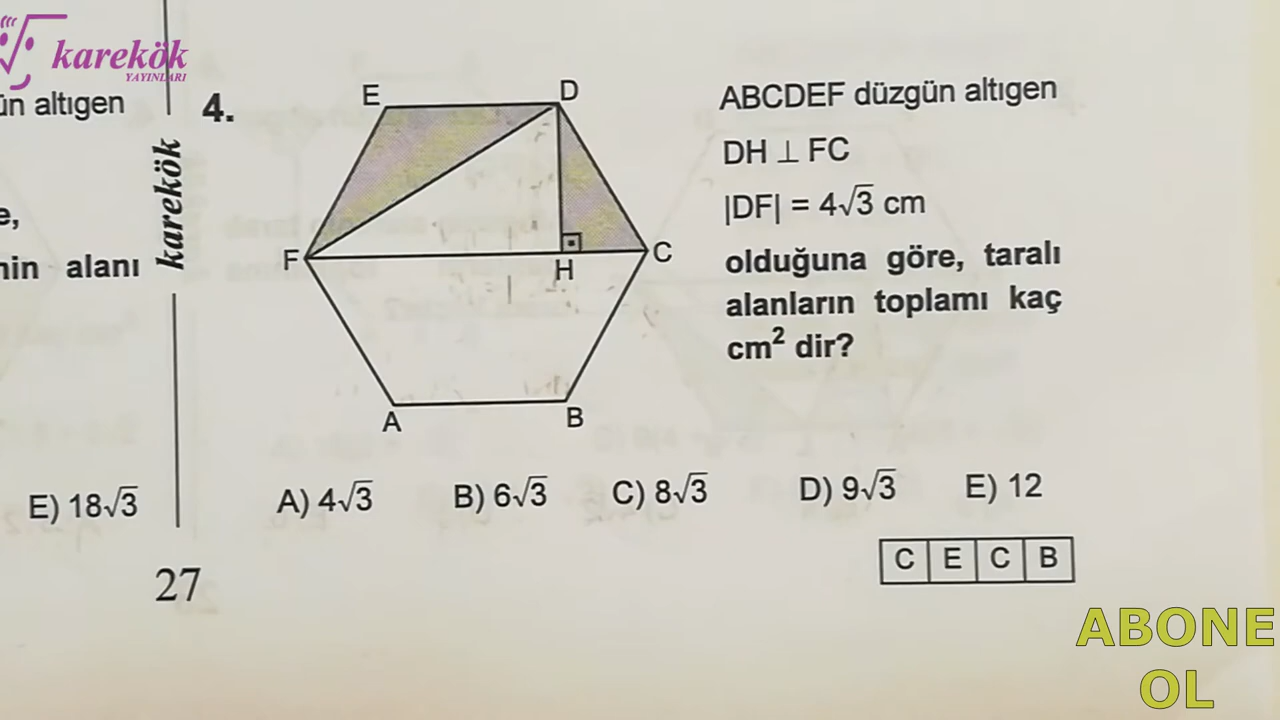 karekök
YAYINLARI
ün altıgen
e,
nin alanı
E) 18√3
karekök
27
4.
E
D
F
H
C
A
B
ABCDEF düzgün altıgen
DH ⊥ FC
|DF| = 4√3 cm
olduğuna göre, taralı
alanların toplamı kaç
cm² dir?
A) 4√3 B) 6√3 C) 8√3 D) 9√3 E) 12
C E C B
ABONE
OL